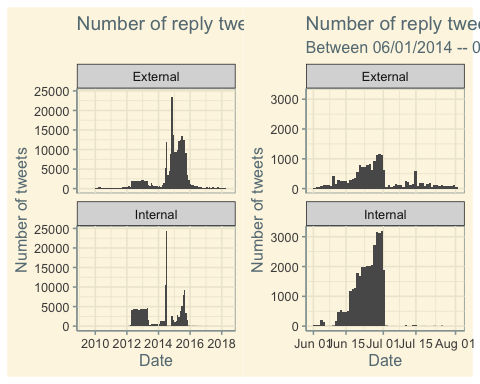 Number of reply twe
External
25000
20000
15000
10000
5000
0
Internal
25000
20000
15000
10000
5000
0
Number of tweets
2010 2012 2014 2016 2018
Date
Number of reply twe
Between 06/01/2014 -- 0
External
3000
2000
1000
0
Internal
3000
2000
1000
0
Number of tweets
Jun 01 Jun 15 Jul 01 Jul 15 Aug 01
Date